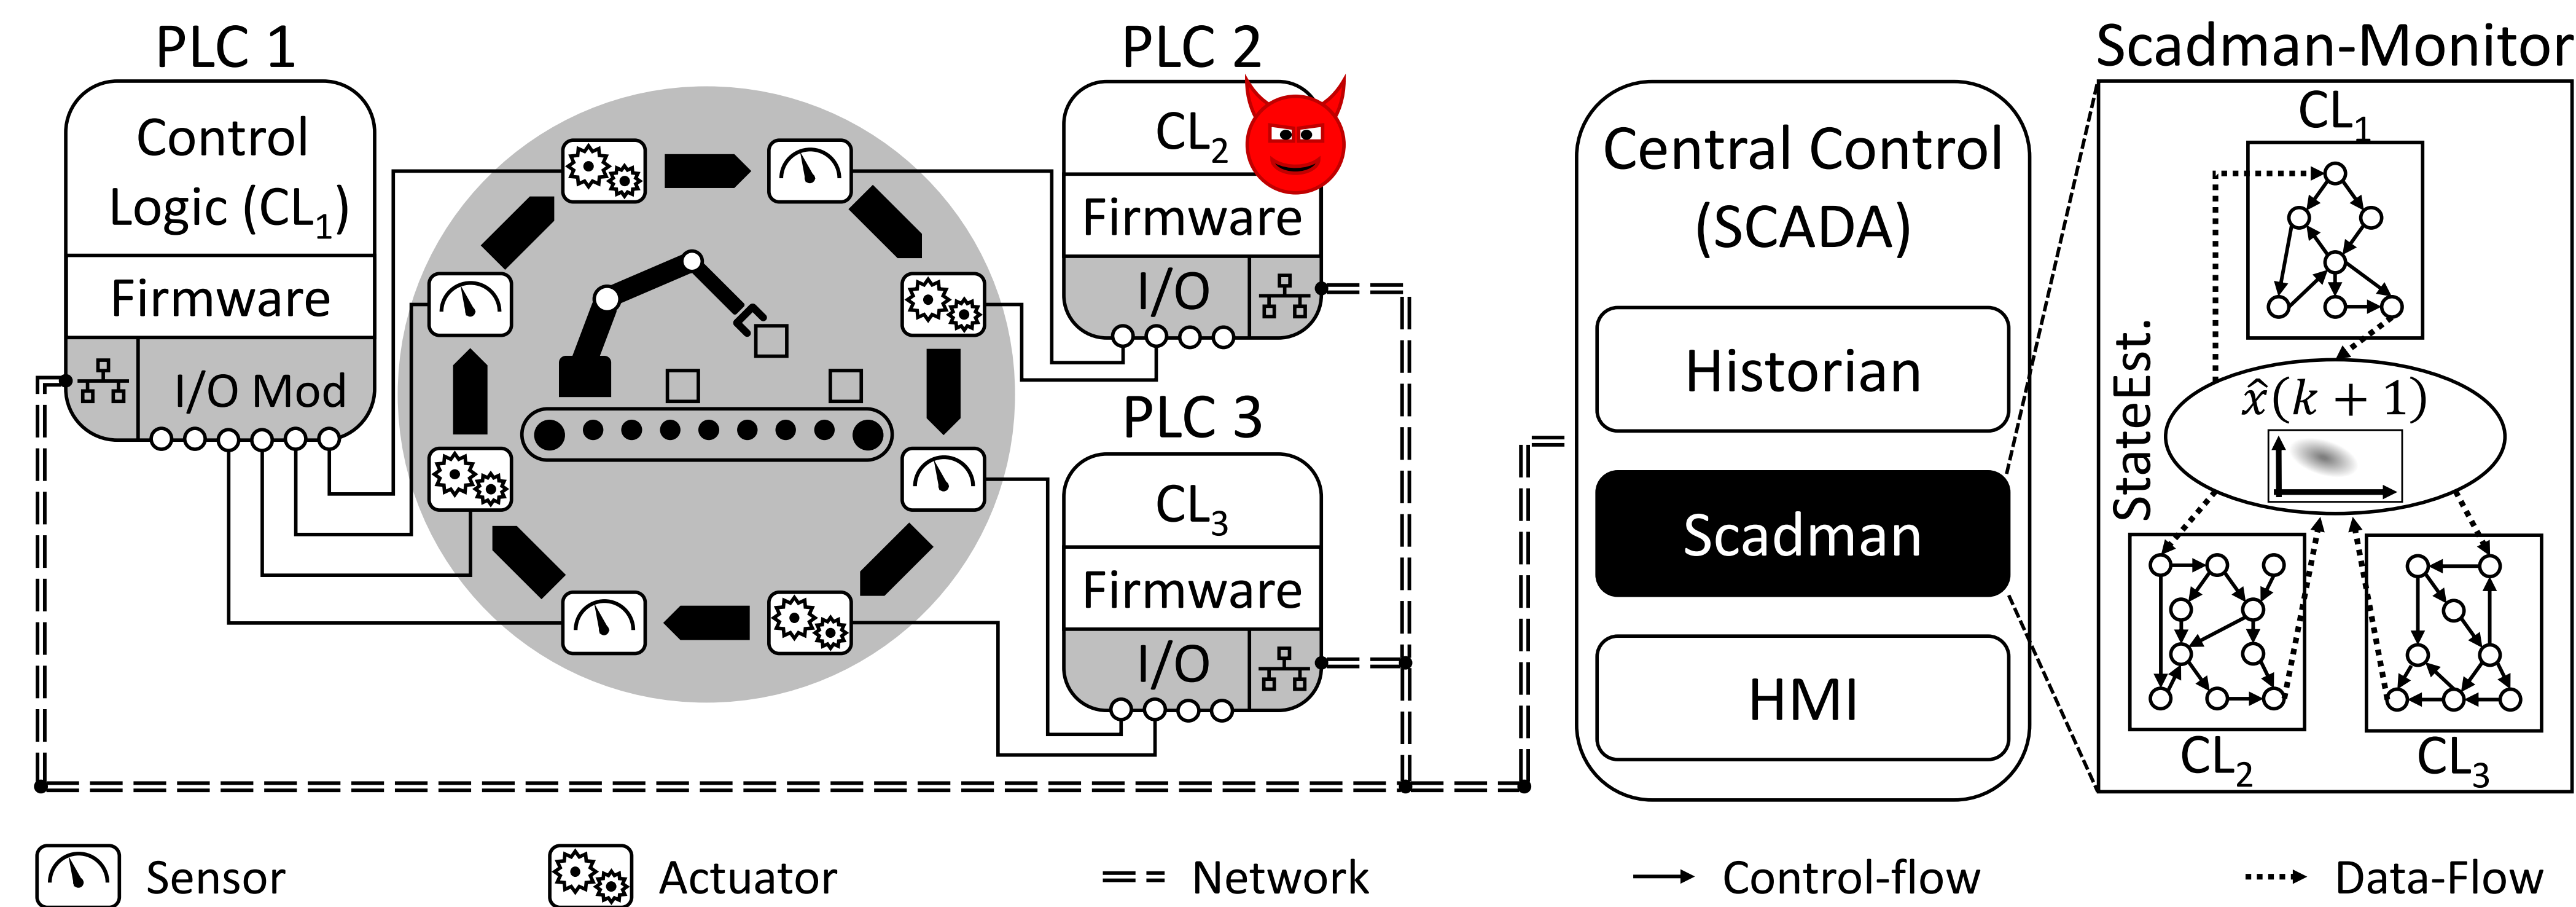 PLC 1
Control
Logic (CL₁)
Firmware
I/O Mod
PLC 2
CL₂
Firmware
I/O
PLC 3
CL₃
Firmware
I/O
Central Control
(SCADA)
Historian
Scadman
HMI
Scadman-Monitor
CL₁
StateEst.
x̂(k + 1)
CL₂
CL₃
Sensor
Actuator
Network
Control-flow
Data-Flow